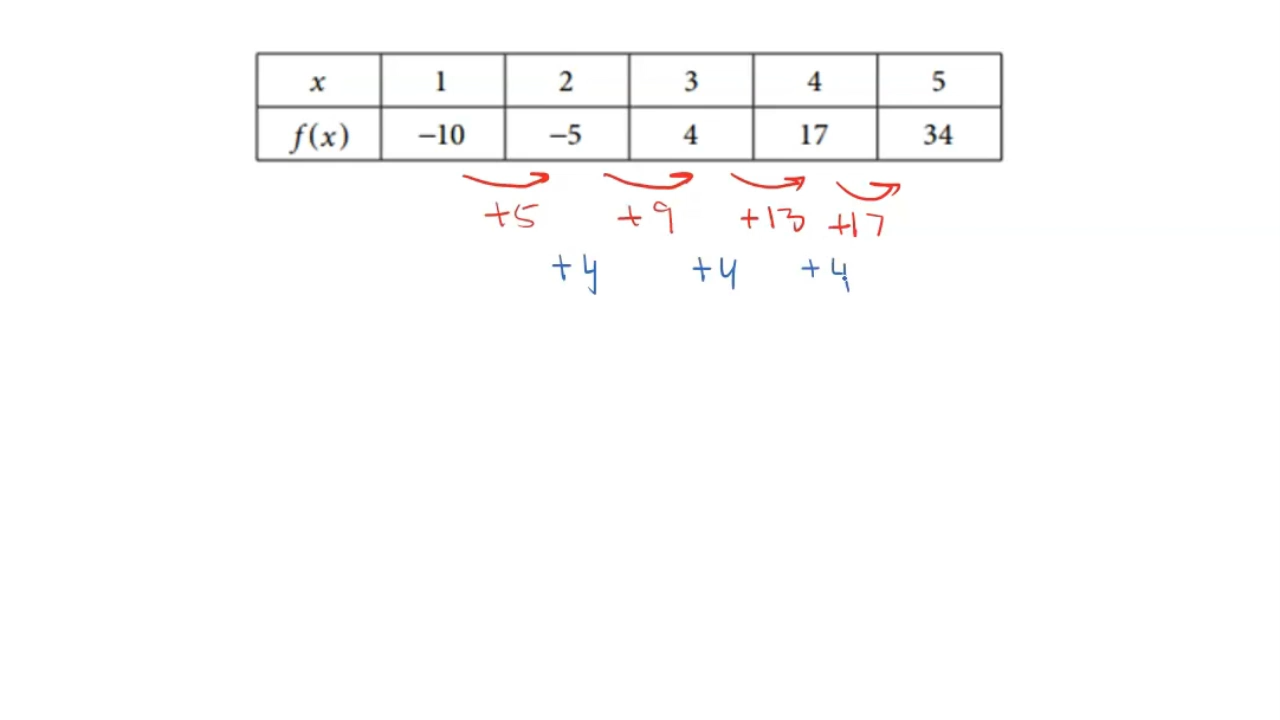 x 1 2 3 4 5
f(x) –10 –5 4 17 34
+5 +9 +13 +17
+4 +4 +4